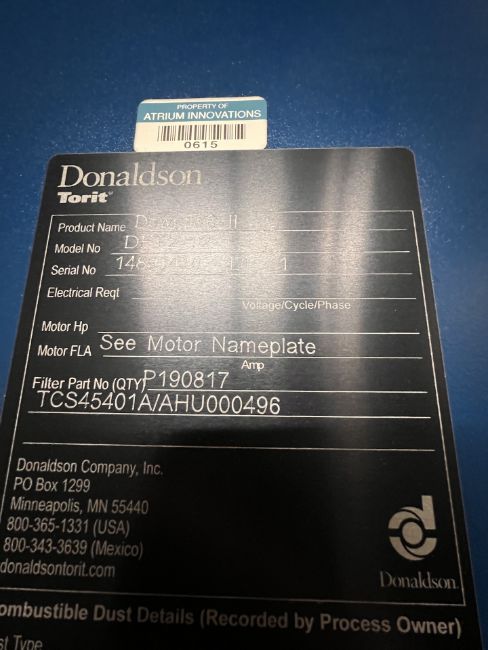 PROPERTY OF
ATRIUM INNOVATIONS
0615
Donaldson
Torit
Product Name
Model No
Serial No
Electrical Reqt
Voltage/Cycle/Phase
Motor Hp
Motor FLA See Motor Nameplate
Amp
Filter Part No (QTY) P190817
TCS45401A/AHU000496
Donaldson Company, Inc.
PO Box 1299
Minneapolis, MN 55440
800-365-1331 (USA)
800-343-3639 (Mexico)
donaldsontorit.com
Donaldson
Dust Details (Recorded by Process Owner)
Type